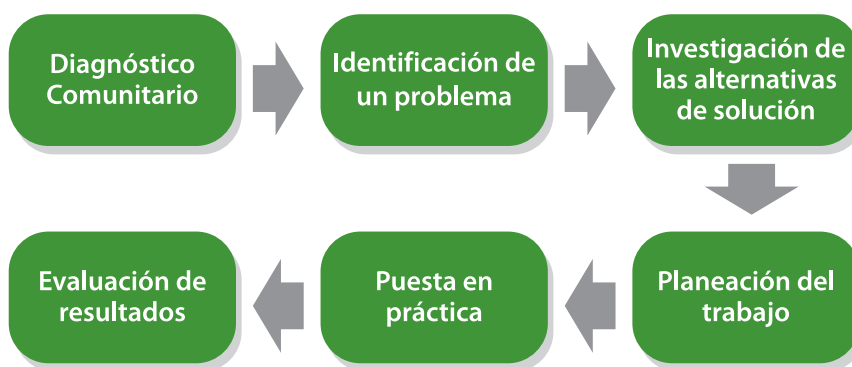 Diagnóstico
Comunitario
Identificación de
un problema
Investigación de
las alternativas
de solución
Planeación del
trabajo
Puesta en
práctica
Evaluación de
resultados